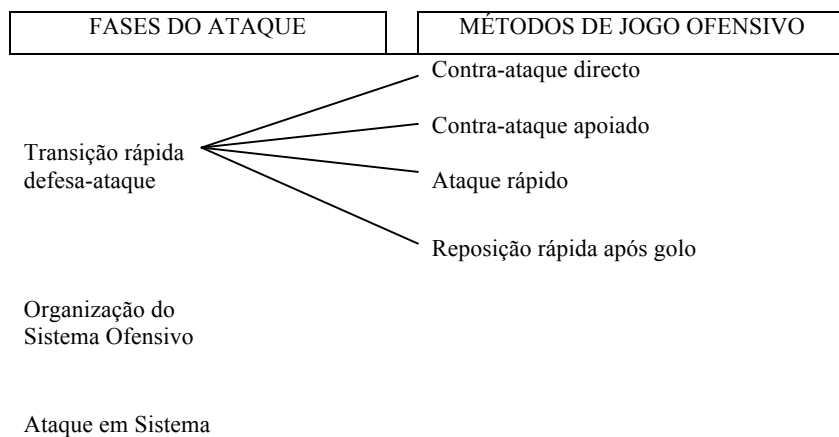 FASES DO ATAQUE
MÉTODOS DE JOGO OFENSIVO
Contra-ataque directo
Contra-ataque apoiado
Transição rápida
defesa-ataque
Ataque rápido
Reposição rápida após golo
Organização do
Sistema Ofensivo
Ataque em Sistema